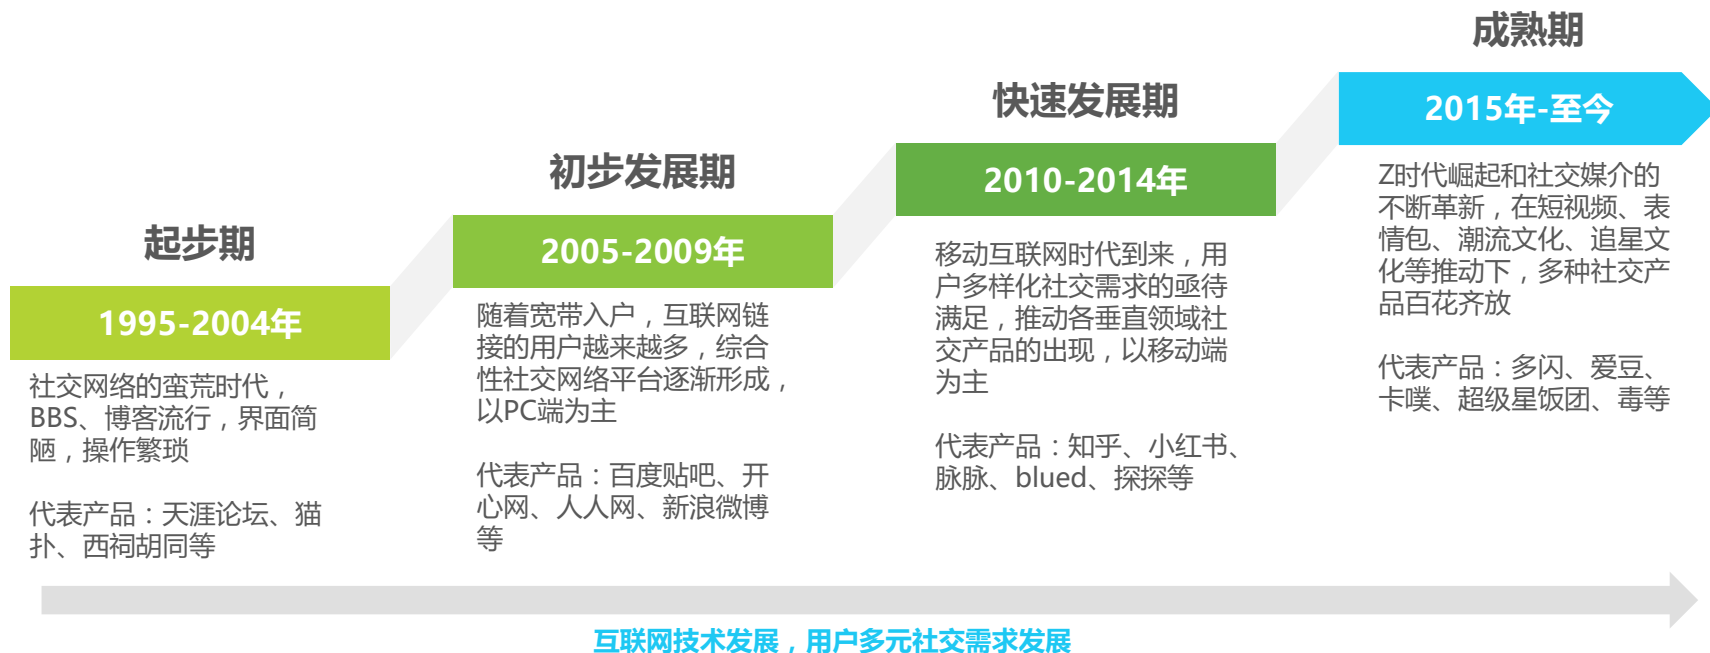 起步期
1995-2004年
社交网络的蛮荒时代，
BBS、博客流行，界面简
陋，操作繁琐
代表产品：天涯论坛、猫
扑、西祠胡同等
初步发展期
2005-2009年
随着宽带入户，互联网链
接的用户越来越多，综合
性社交网络平台逐渐形成，
以PC端为主
代表产品：百度贴吧、开
心网、人人网、新浪微博
等
快速发展期
2010-2014年
移动互联网时代到来，用
户多样化社交需求的亟待
满足，推动各垂直领域社
交产品的出现，以移动端
为主
代表产品：知乎、小红书、
脉脉、blued、探探等
成熟期
2015年-至今
Z时代崛起和社交媒介的
不断革新，在短视频、表
情包、潮流文化、追星文
化等推动下，多种社交产
品百花齐放
代表产品：多闪、爱豆、
卡噗、超级星饭团、毒等
互联网技术发展，用户多元社交需求发展